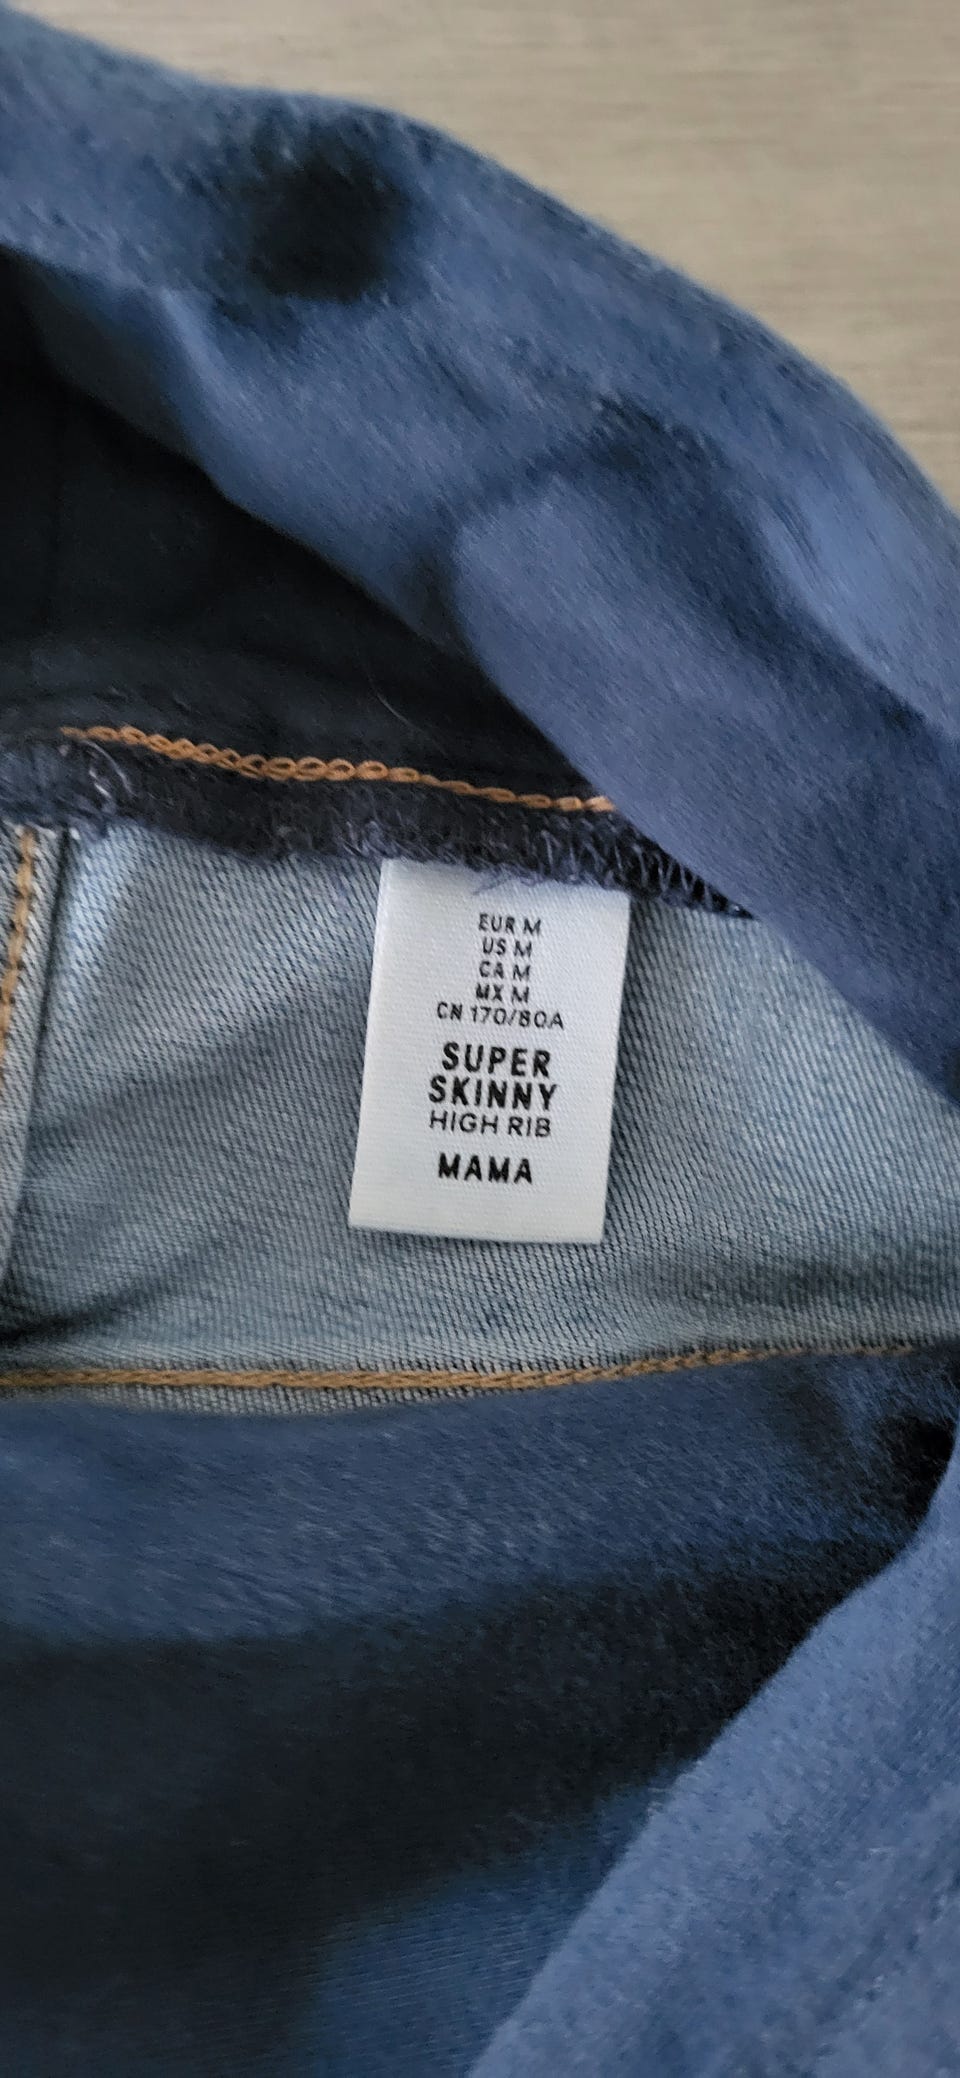 EUR M
US M
CA M
MX M
CN 170/80A
SUPER
SKINNY
HIGH RIB
MAMA